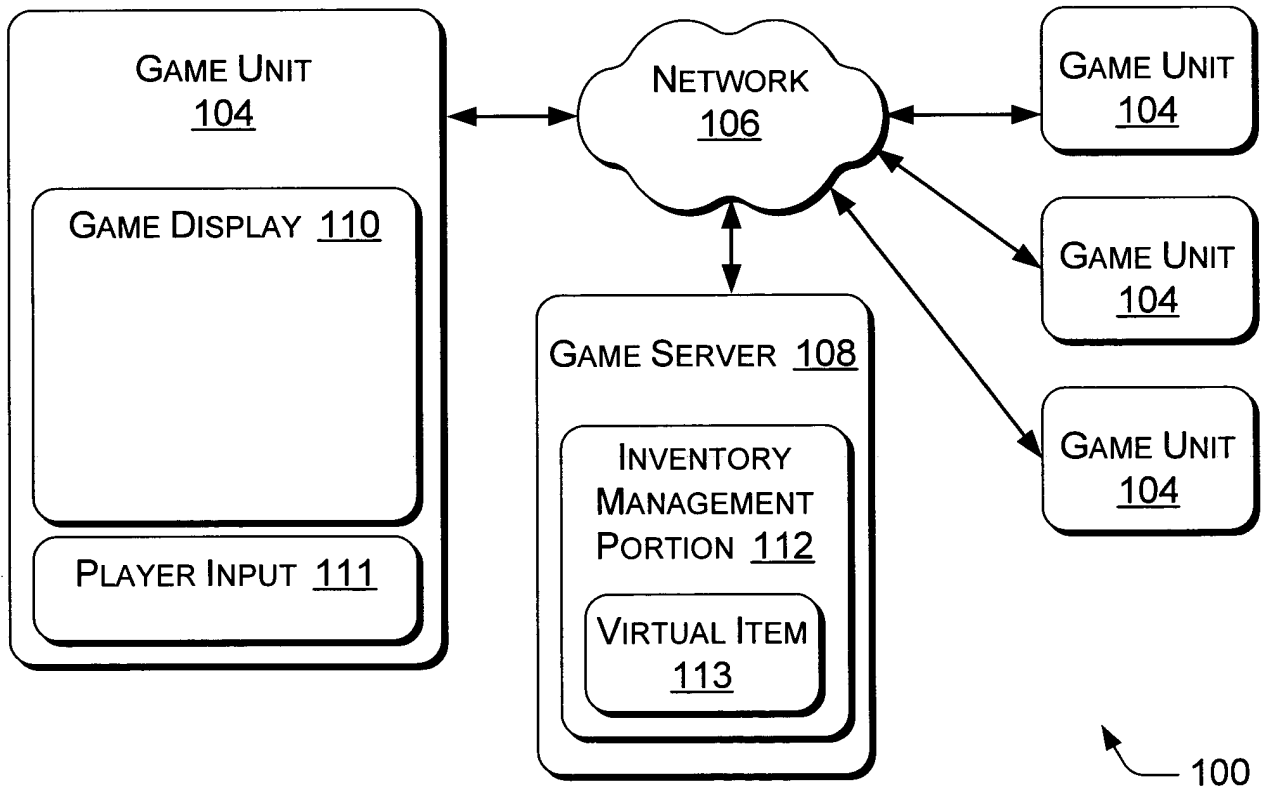 GAME UNIT
104
GAME DISPLAY 110
PLAYER INPUT 111
NETWORK
106
GAME SERVER 108
INVENTORY
MANAGEMENT
PORTION 112
VIRTUAL ITEM
113
GAME UNIT
104
GAME UNIT
104
GAME UNIT
104
100